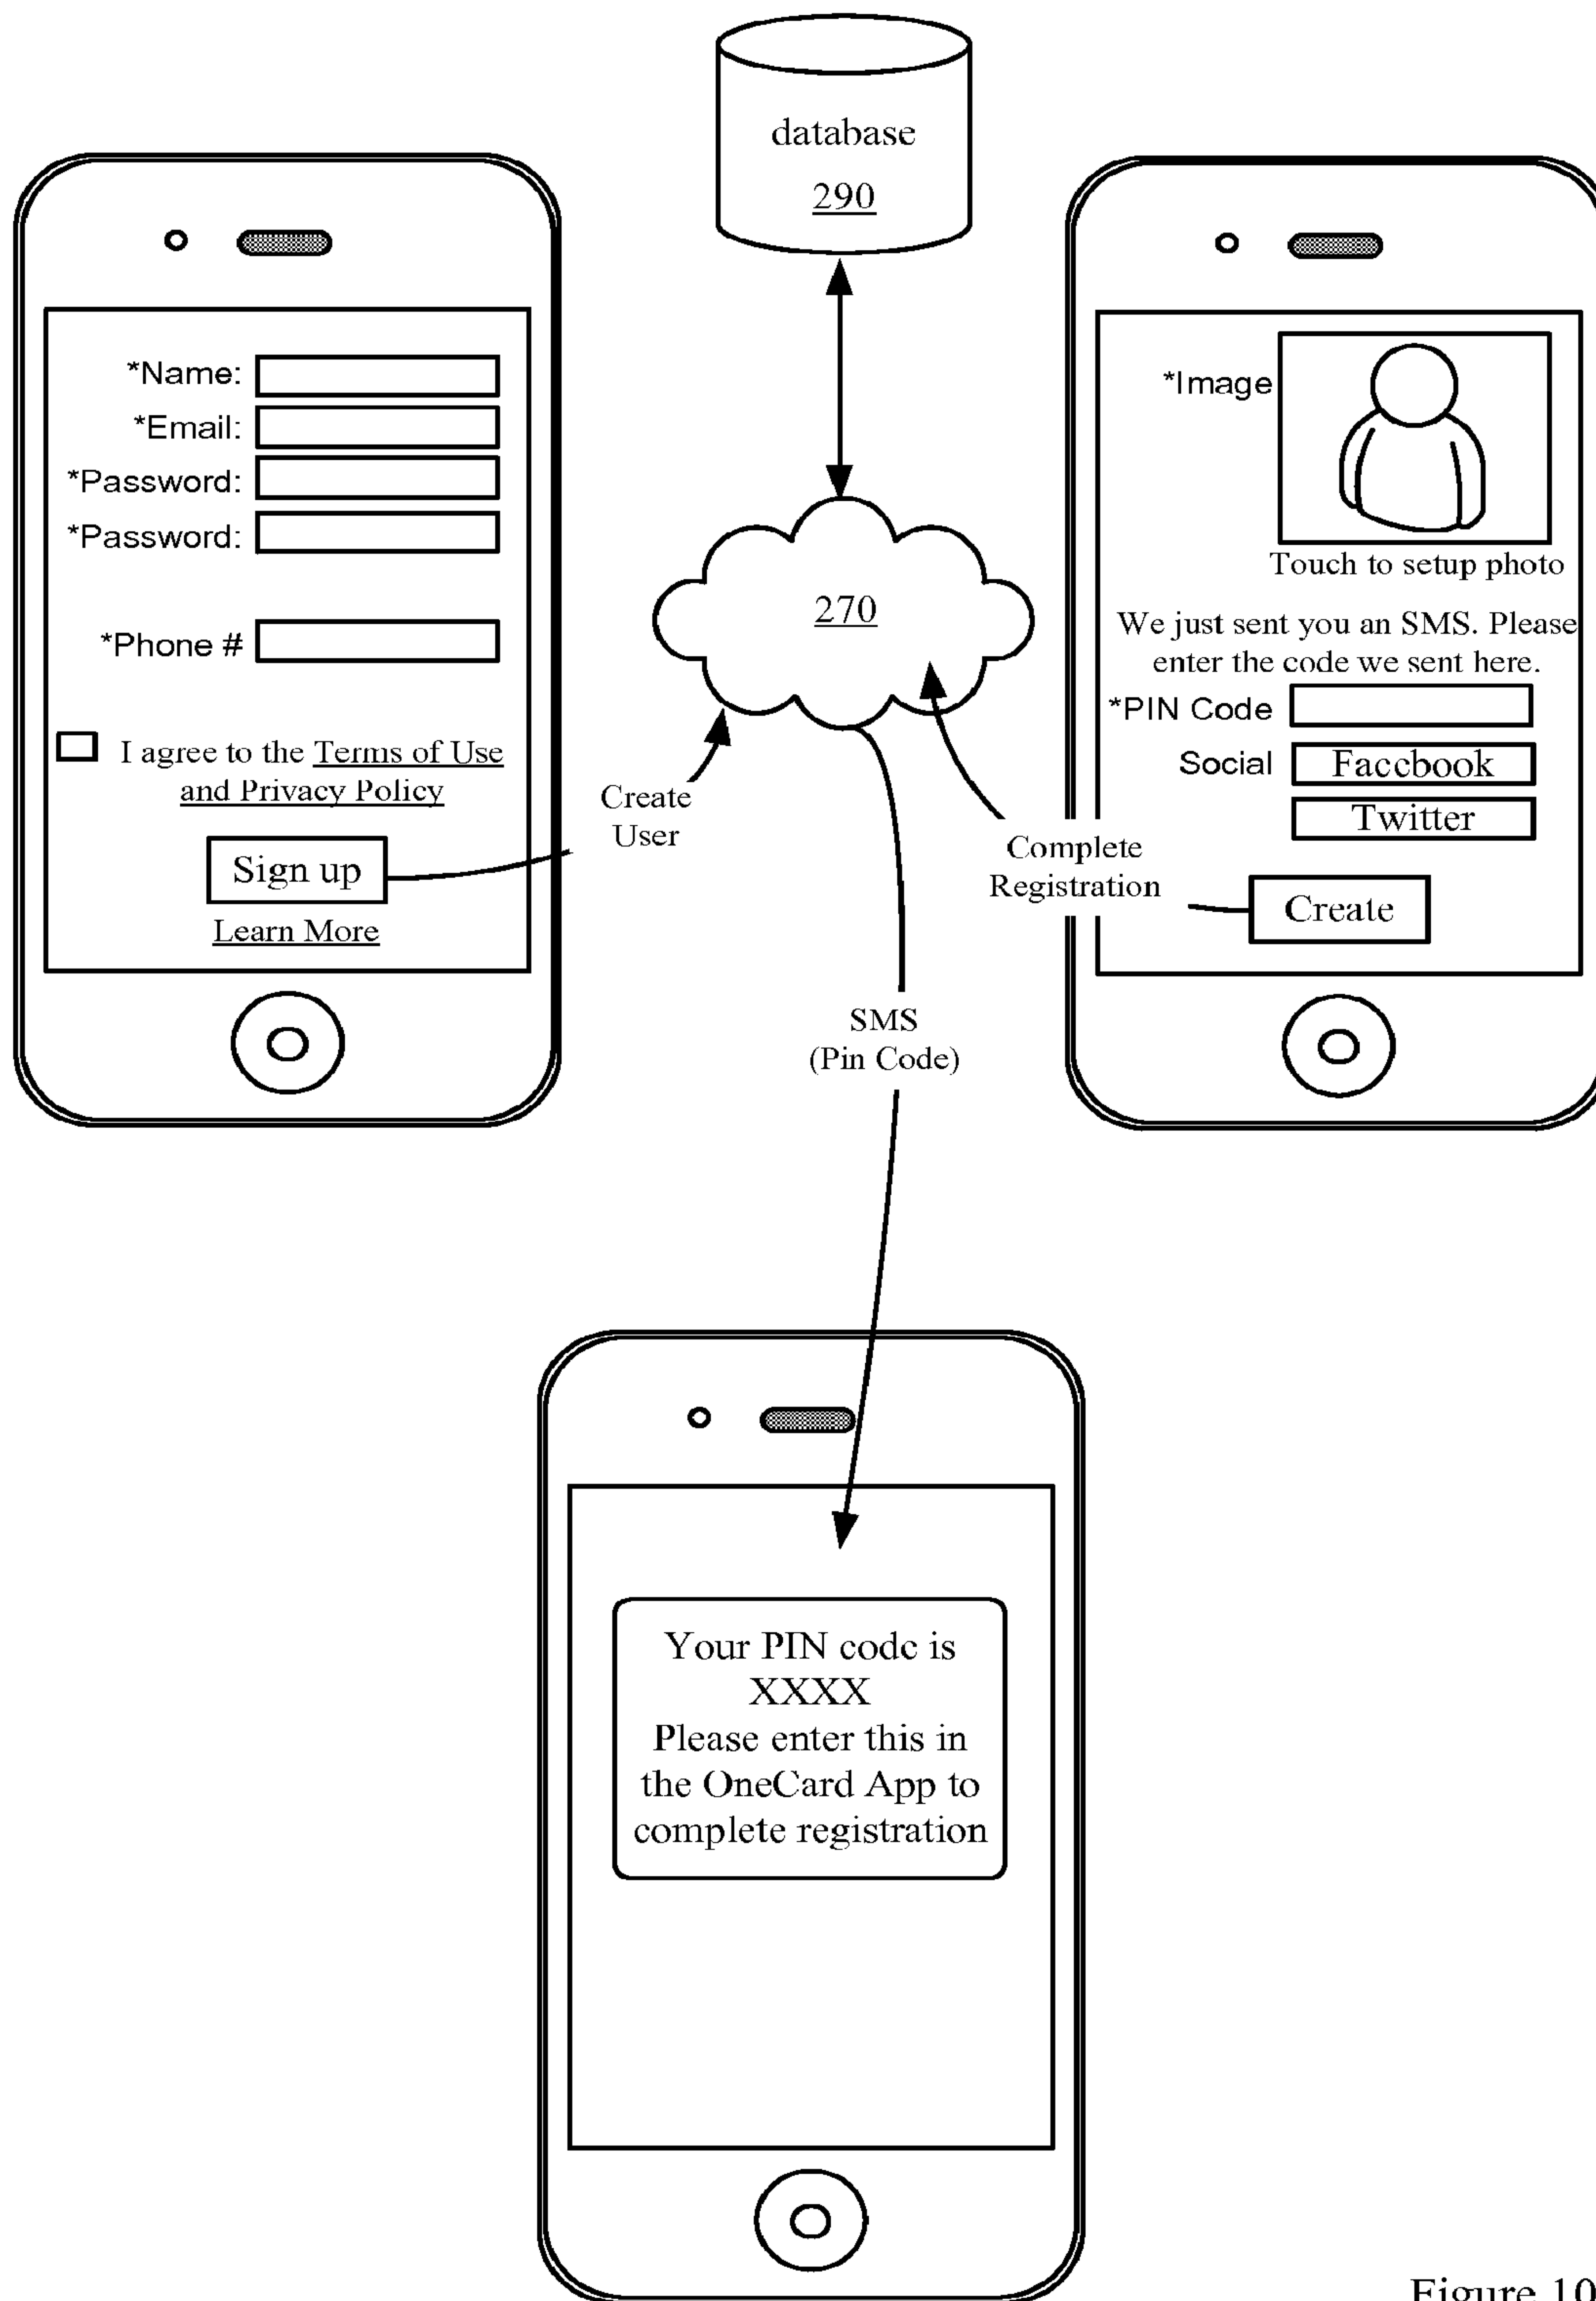 database
290
*Name:
*Email:
*Password:
*Password:
*Phone #
I agree to the Terms of Use
and Privacy Policy
Sign up
Learn More
270
Create
User
Complete
Registration
SMS
(Pin Code)
*Image
Touch to setup photo
We just sent you an SMS. Please
enter the code we sent here.
*PIN Code
Social
Facebook
Twitter
Create
Your PIN code is
XXXX
Please enter this in
the OneCard App to
complete registration
Figure 10